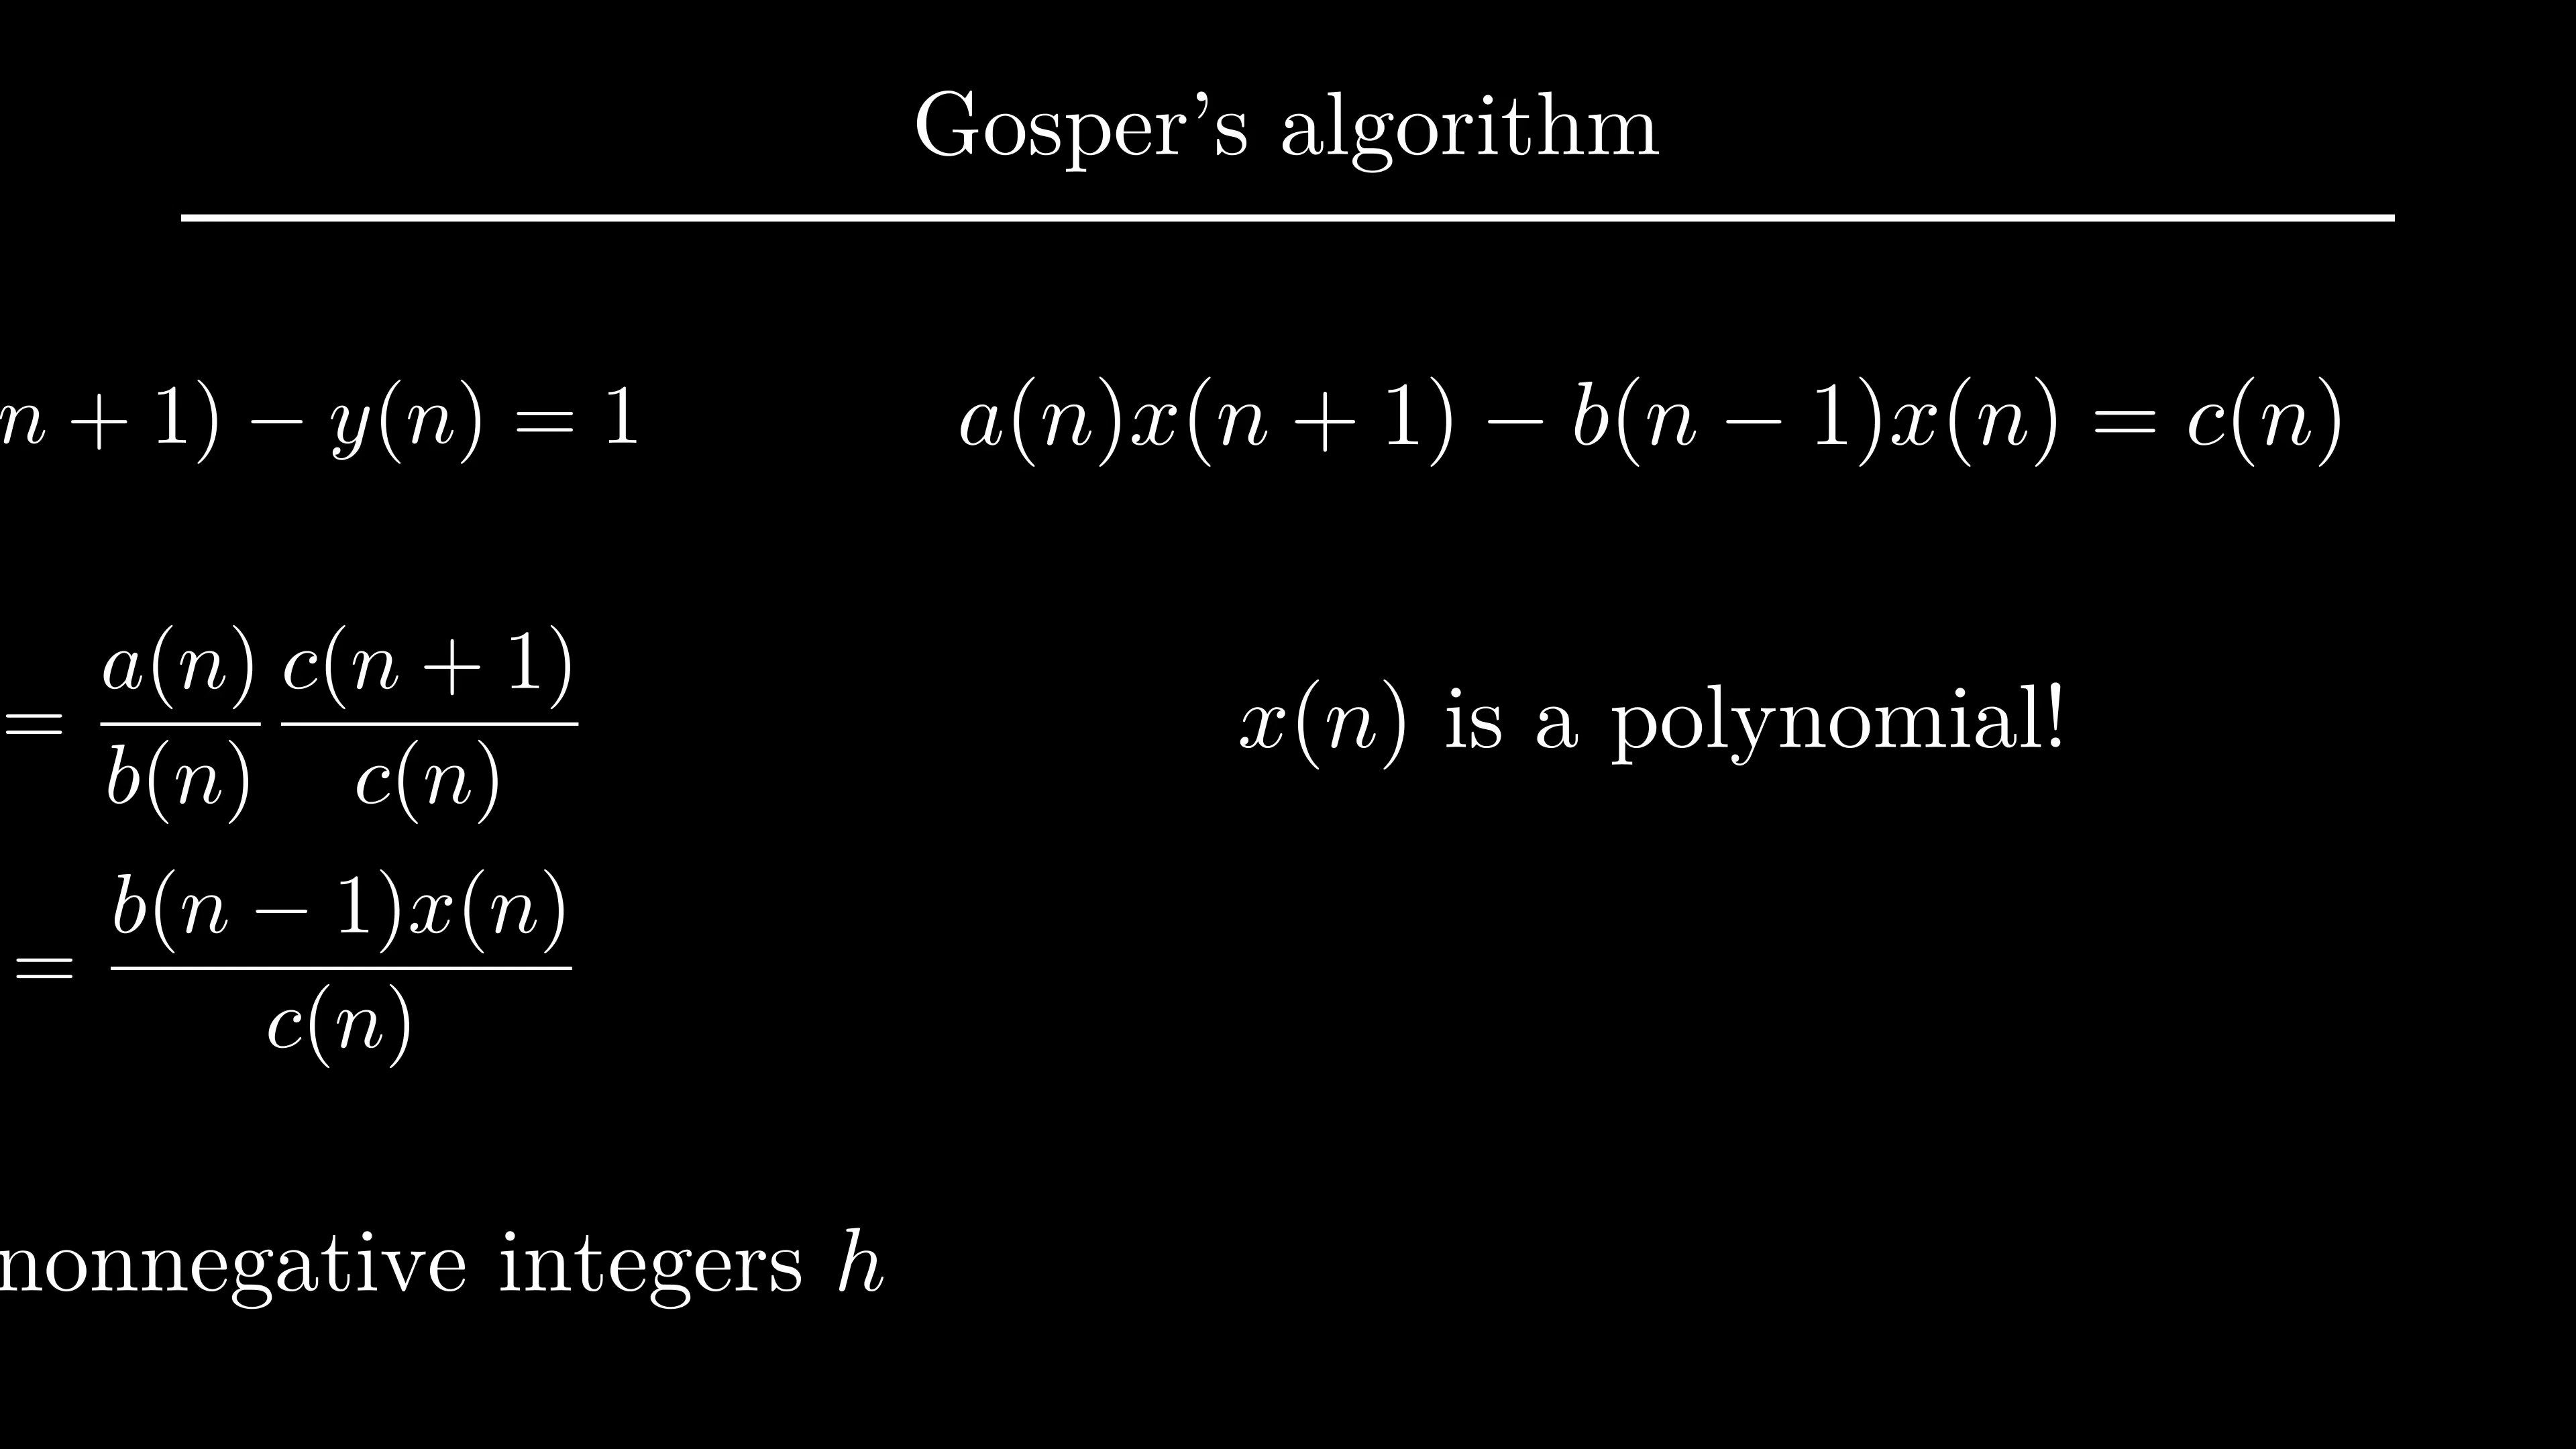 Gosper's algorithm
n + 1) − y(n) = 1
a(n)x(n + 1) − b(n − 1)x(n) = c(n)
= a(n)/b(n) c(n + 1)/c(n)
x(n) is a polynomial!
= b(n − 1)x(n)/c(n)
nonnegative integers h